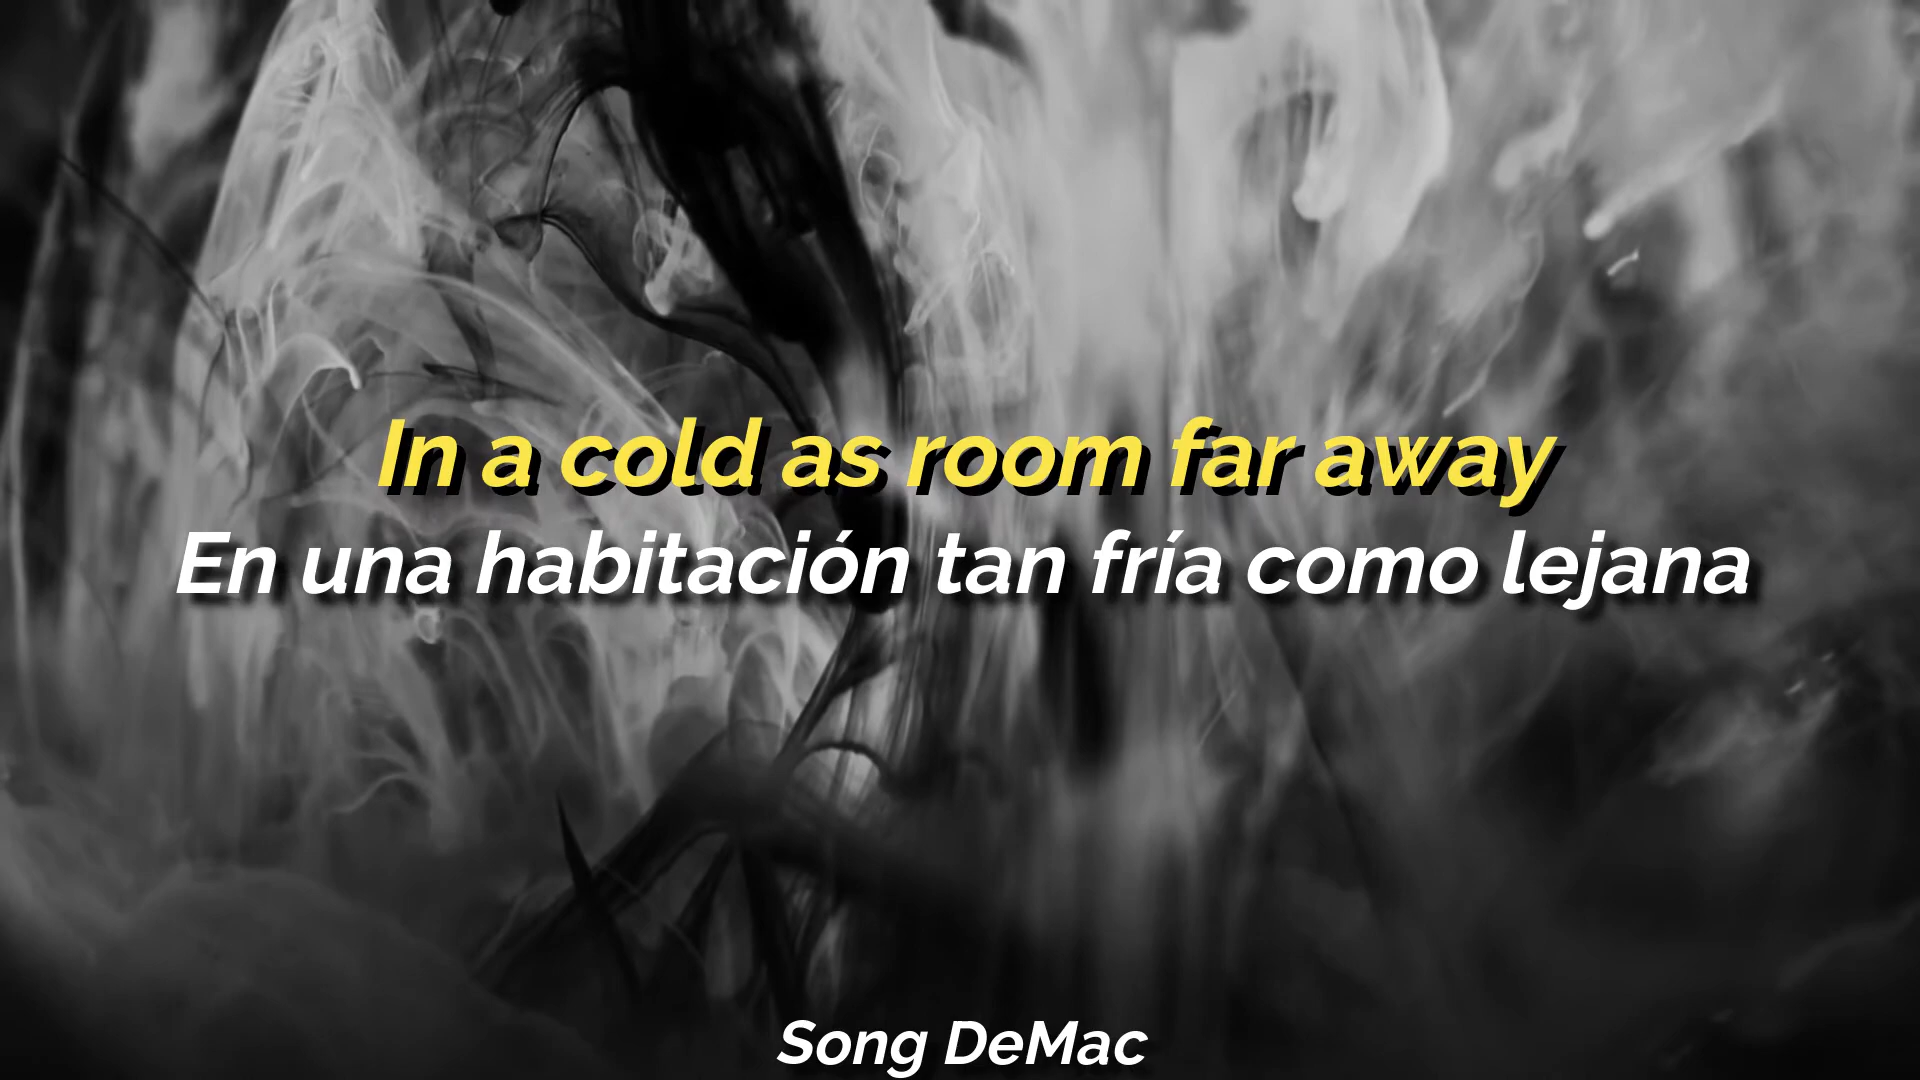 In a cold as room far away
En una habitación tan fría como lejana
Song DeMac